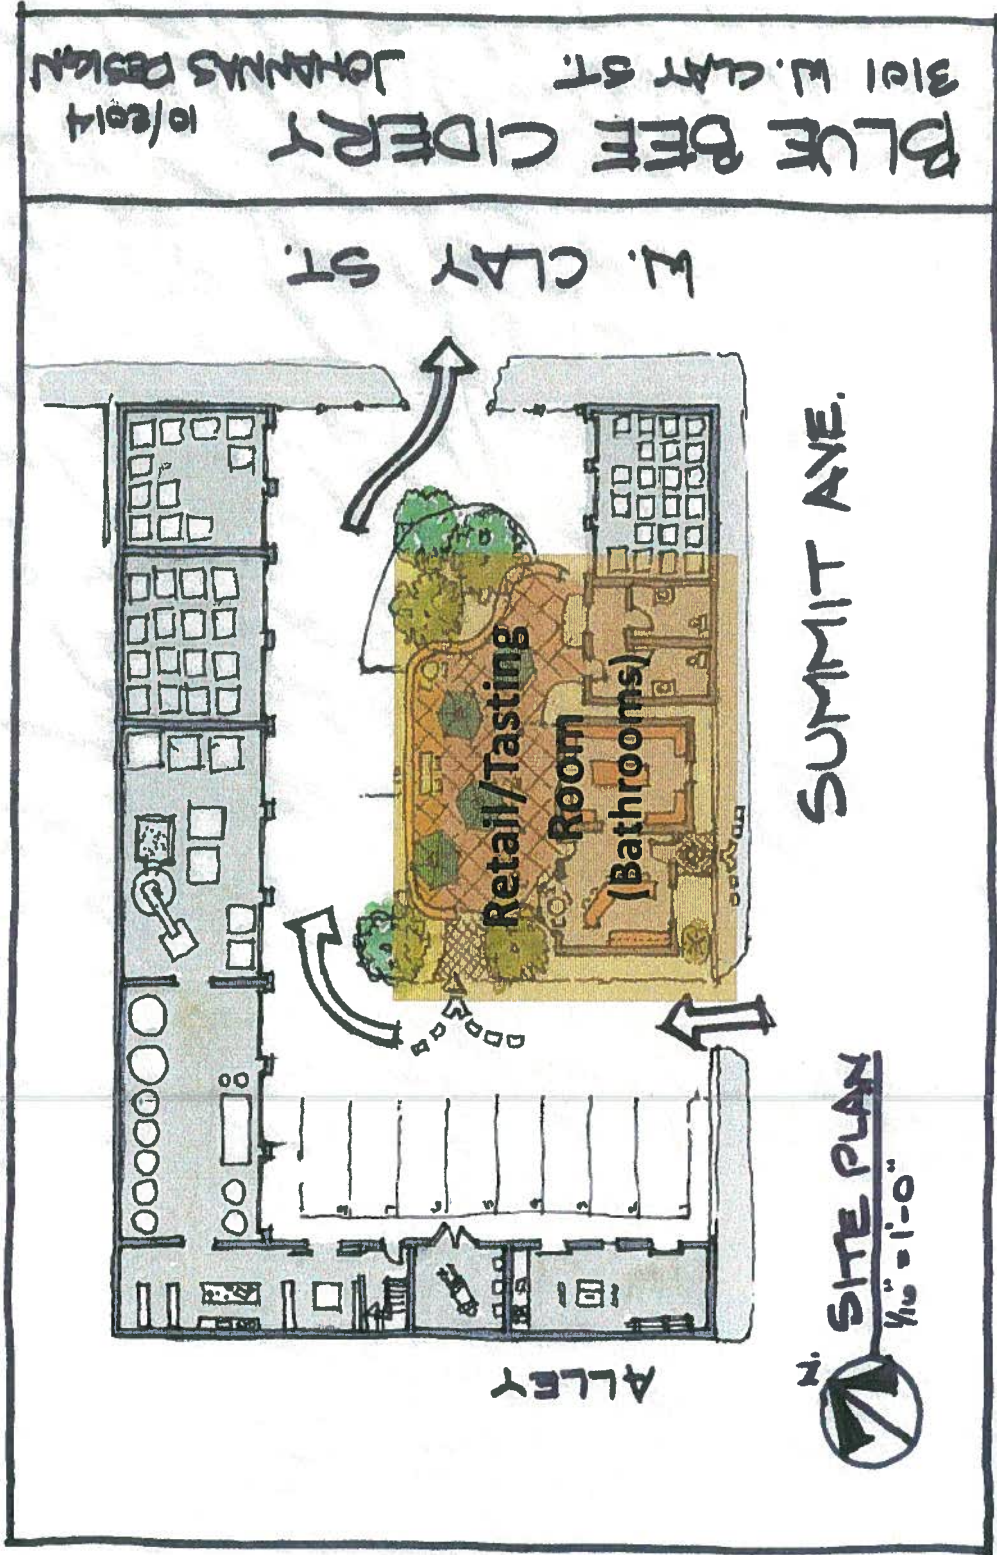 BLUE BEE CIDERY
10/2014
3101 W. CLAY ST.
JOHANNAS DESIGN
W. CLAY ST.
SUMMIT AVE.
Retail/Tasting
Room
(Bathrooms)
ALLEY
N.
SITE PLAN
1/16" = 1'-0"